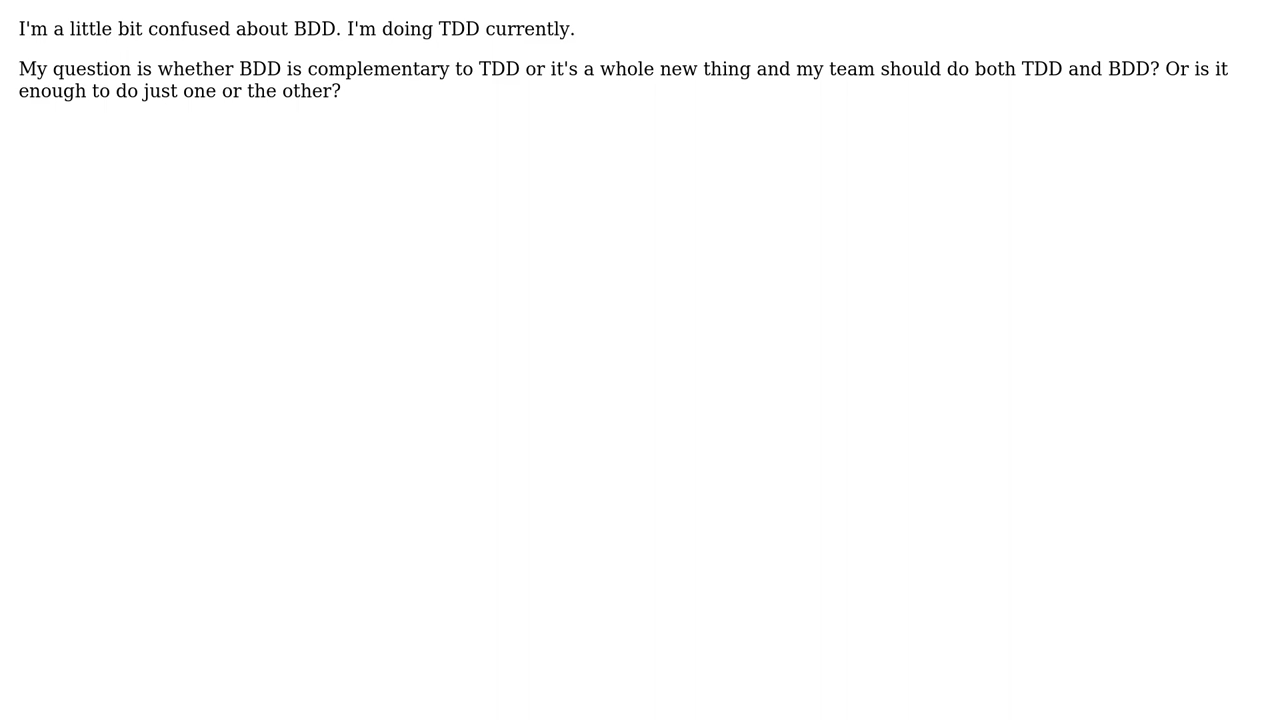 I'm a little bit confused about BDD. I'm doing TDD currently.
My question is whether BDD is complementary to TDD or it's a whole new thing and my team should do both TDD and BDD? Or is it
enough to do just one or the other?